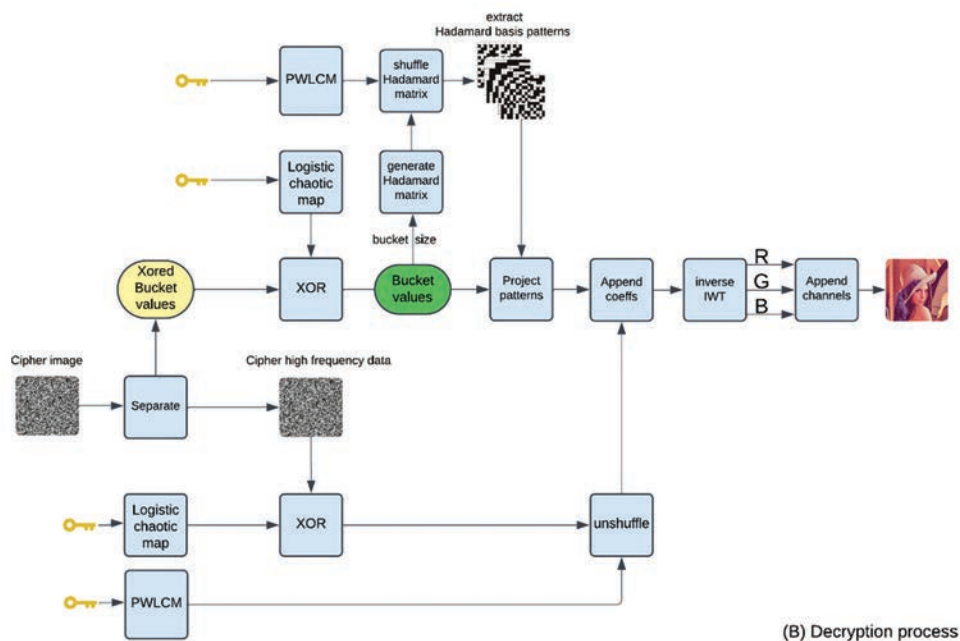 extract
Hadamard basis patterns
PWLCM
shuffle
Hadamard
matrix
Logistic
chaotic
map
generate
Hadamard
matrix
bucket size
Xored
Bucket
values
XOR
Bucket
values
Project
patterns
Append
coeffs
inverse
IWT
R
G
B
Append
channels
Cipher image
Cipher high frequency data
Separate
Logistic
chaotic
map
XOR
unshuffle
PWLCM
(B) Decryption process